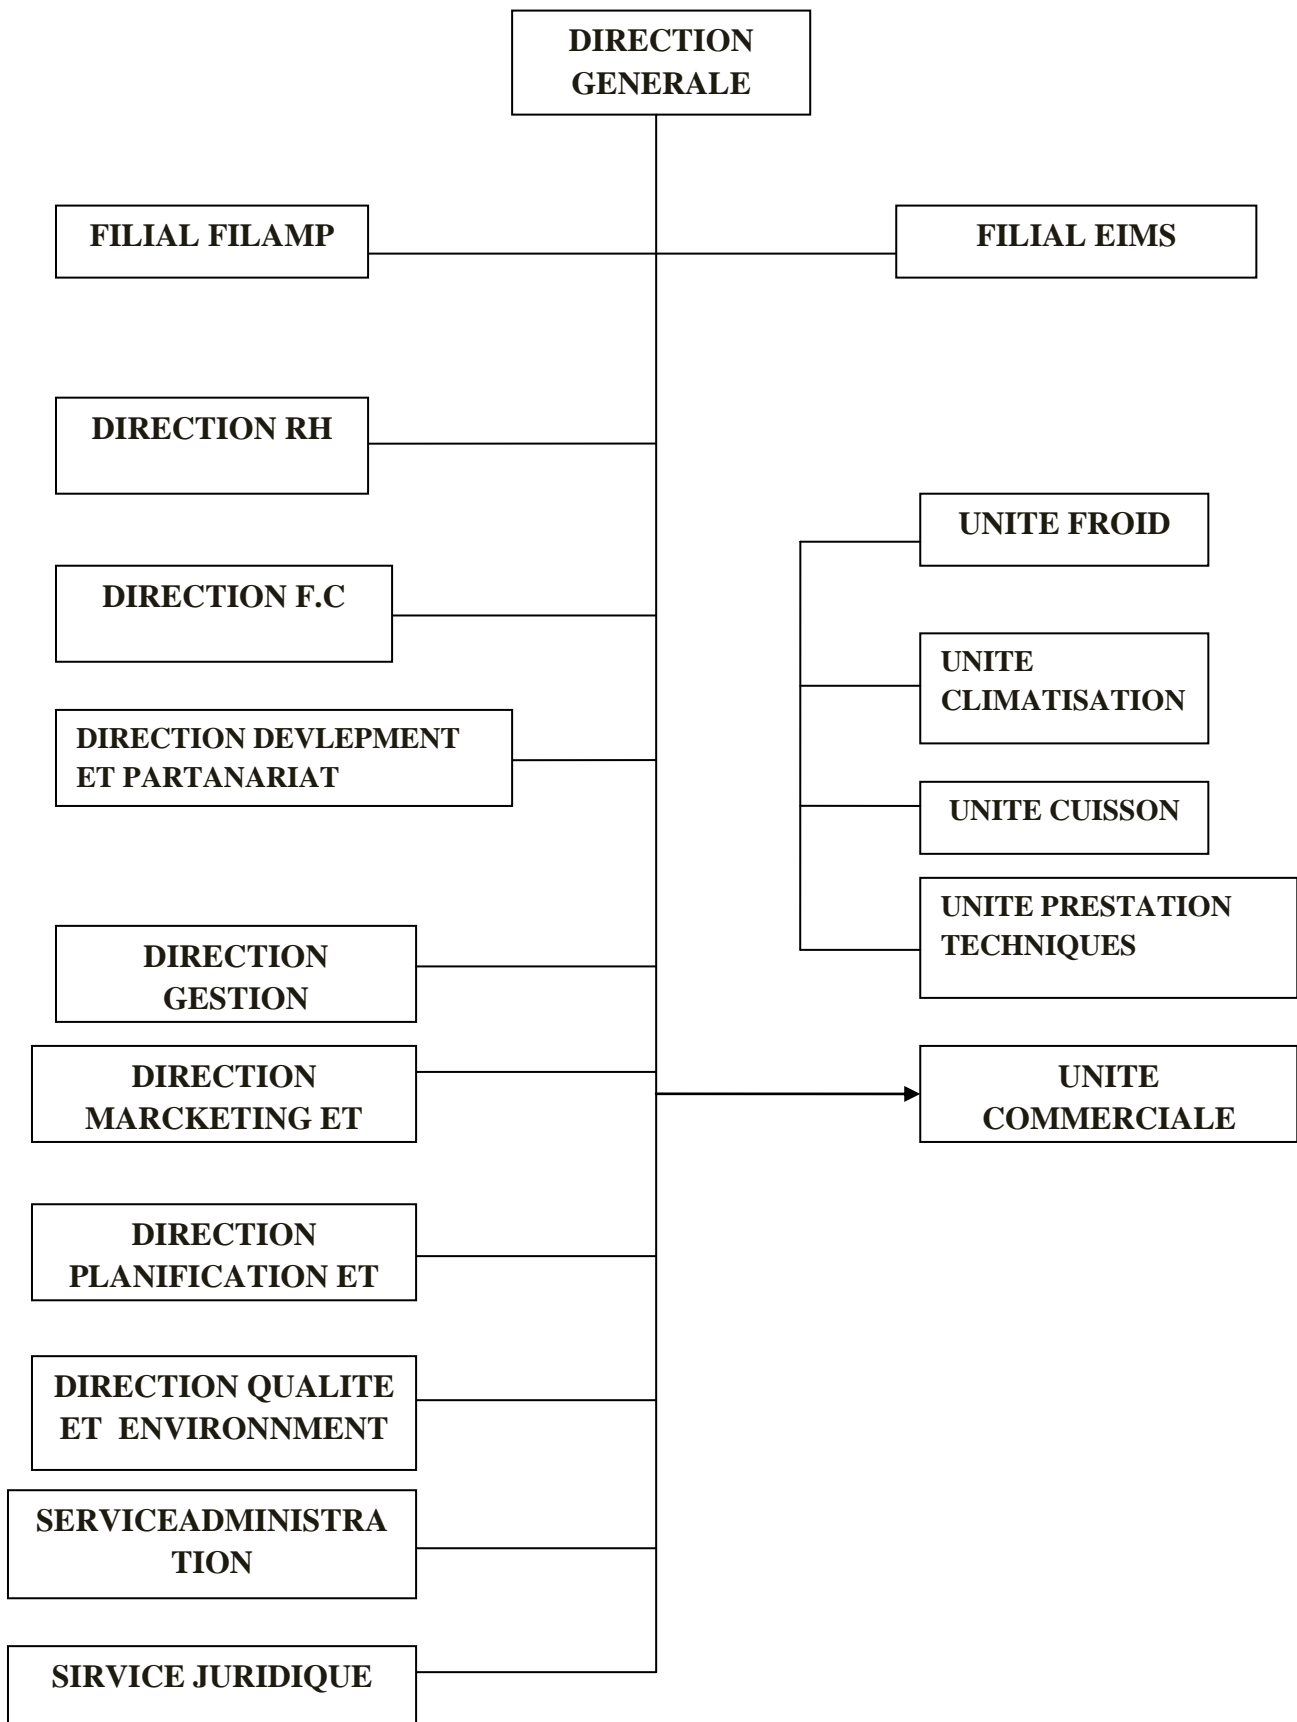 DIRECTION
GENERALE
FILIAL FILAMP
FILIAL EIMS
DIRECTION RH
UNITE FROID
DIRECTION F.C
UNITE
CLIMATISATION
DIRECTION DEVLEPMENT
ET PARTANARIAT
UNITE CUISSON
UNITE PRESTATION
TECHNIQUES
DIRECTION
GESTION
DIRECTION
MARCKETING ET
UNITE
COMMERCIALE
DIRECTION
PLANIFICATION ET
DIRECTION QUALITE
ET ENVIRONNMENT
SERVICEADMINISTRA
TION
SIRVICE JURIDIQUE